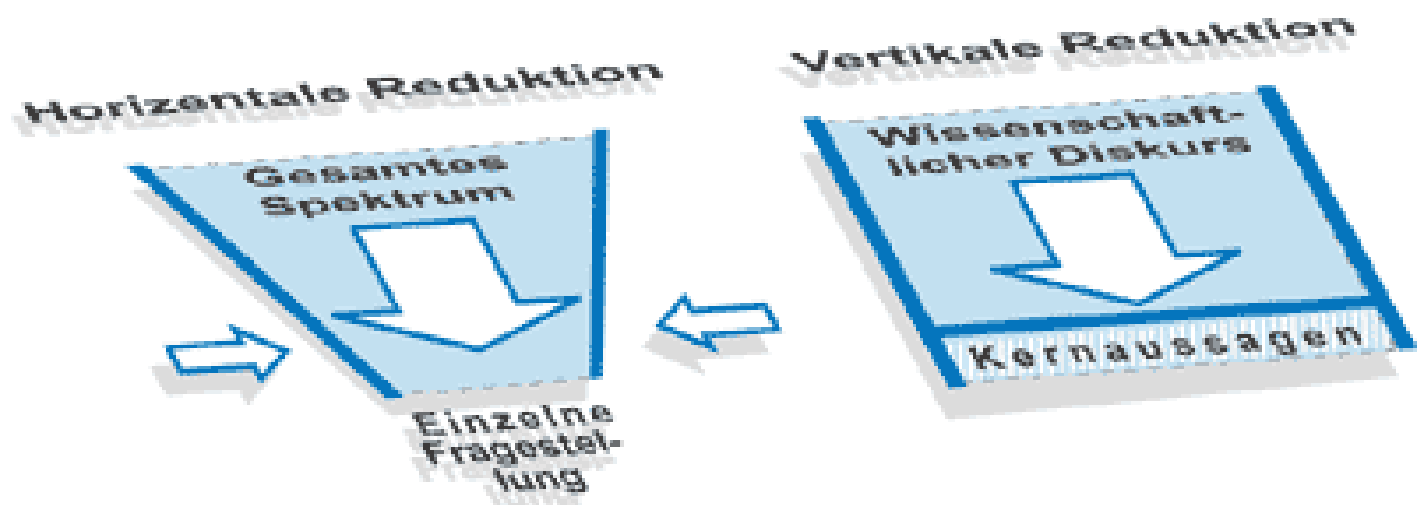 Horizontale Reduktion
Gesamtes
Spektrum
Einzelne
Fragestel-
lung
Vertikale Reduktion
Wissenschaft-
licher Diskurs
Kernaussagen